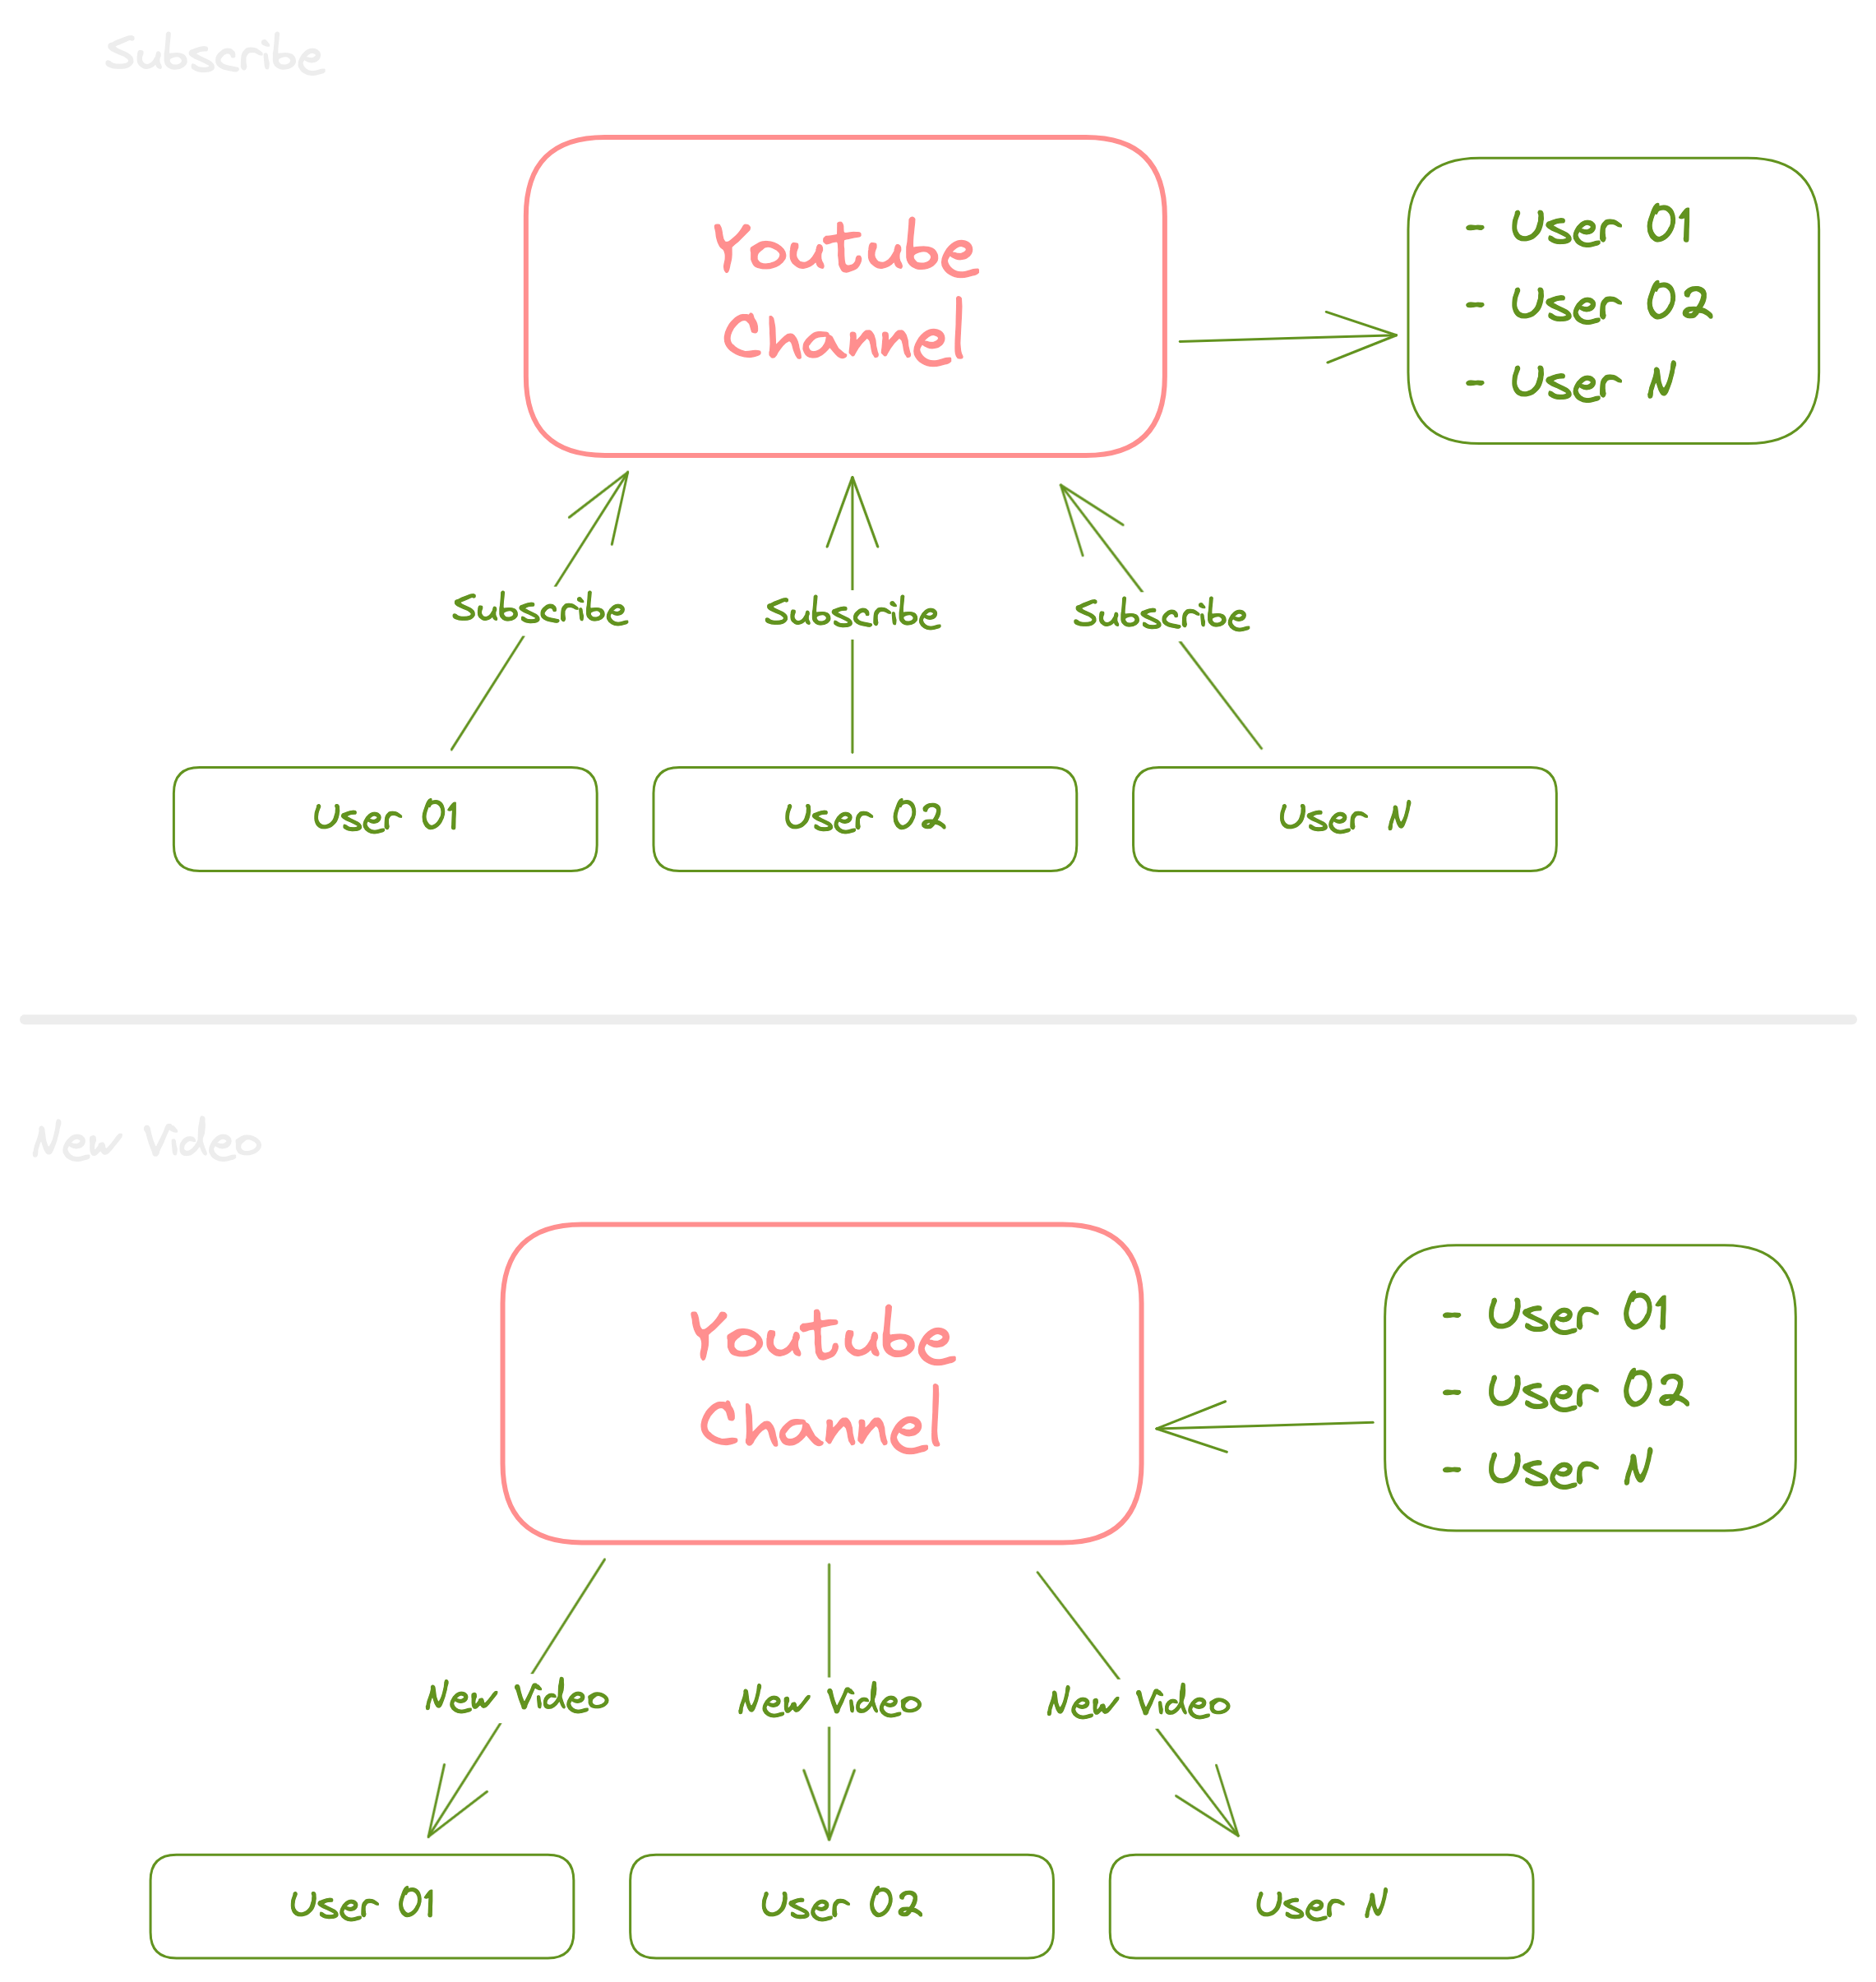 Subscribe
Youtube
Channel
- User 01
- User 02
- User N
Subscribe
Subscribe
Subscribe
User 01
User 02
User N
New Video
Youtube
Channel
- User 01
- User 02
- User N
New Video
New Video
New Video
User 01
User 02
User N